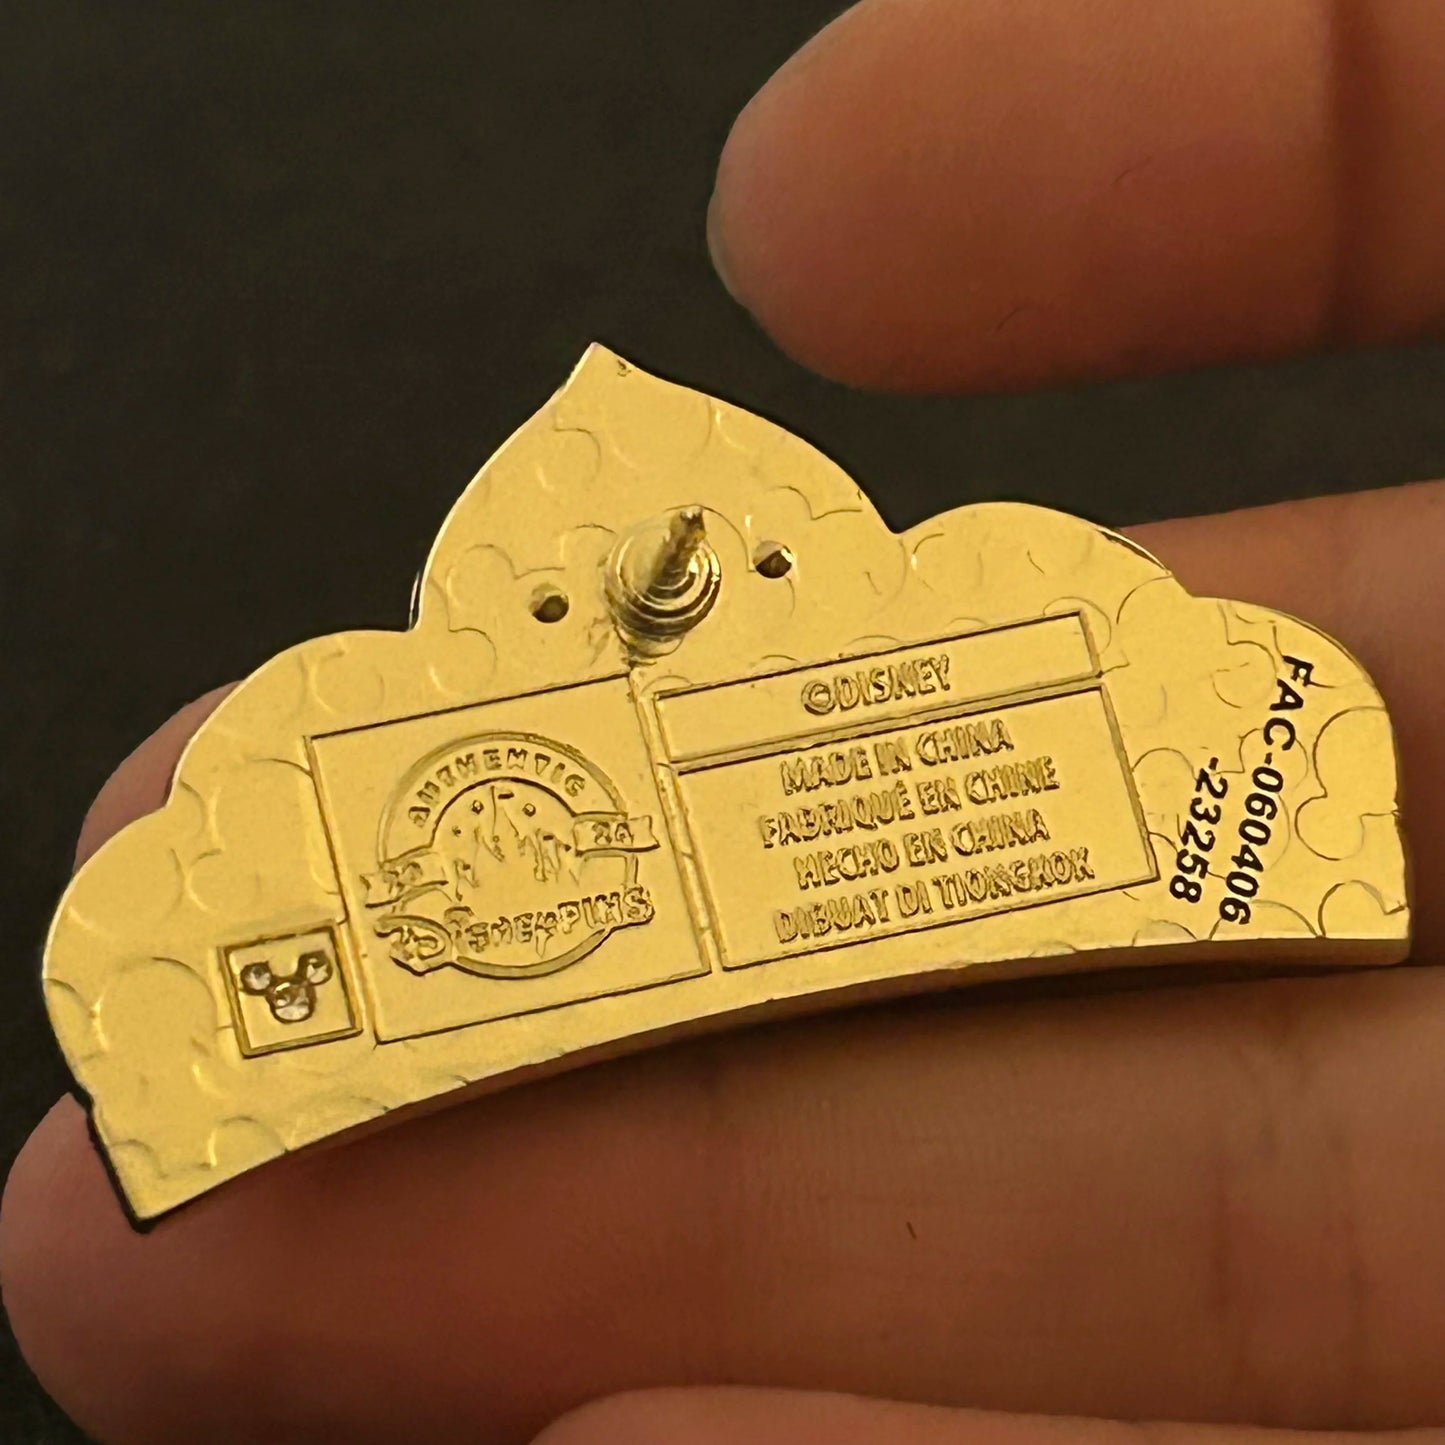 AUTHENTIC
20 24
DISNEY PINS
©DISNEY
MADE IN CHINA
FABRIQUÉ EN CHINE
HECHO EN CHINA
DIBUAT DI TIONGKOK
FAC-060406
-23258